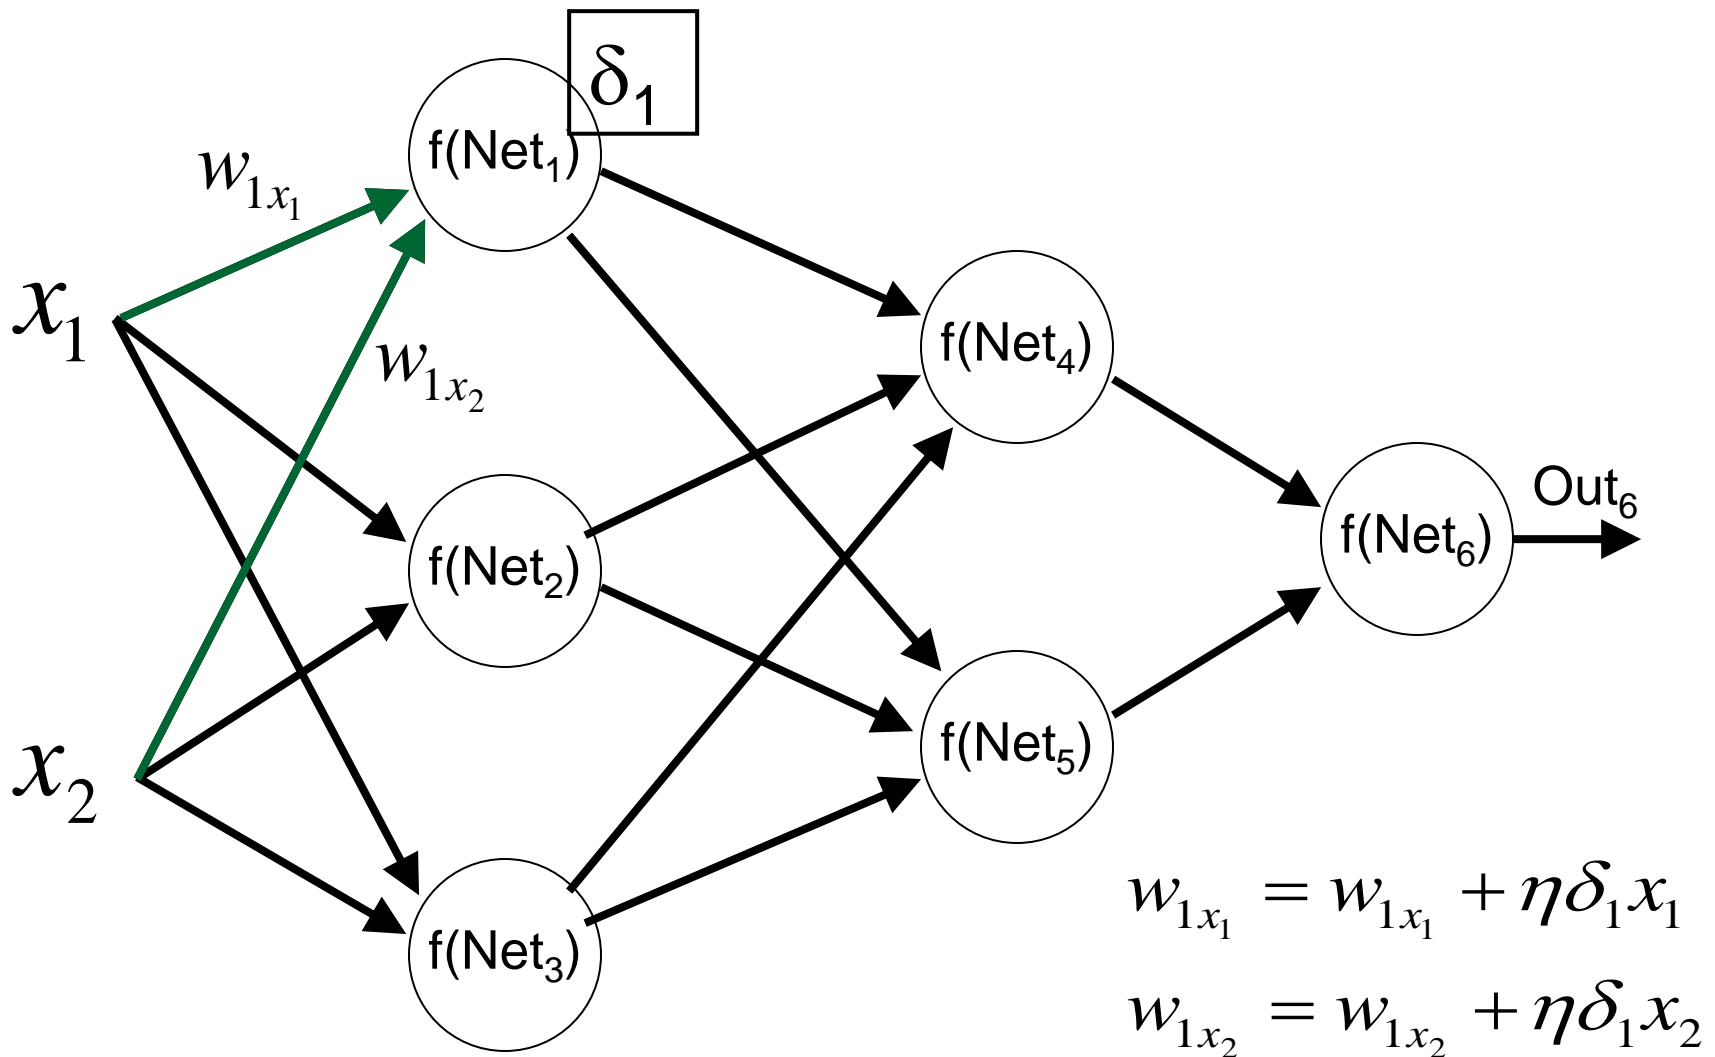 δ₁
f(Net₁)
w₁ₓ₁
x₁
w₁ₓ₂
f(Net₄)
Out₆
f(Net₆)
f(Net₂)
x₂
f(Net₅)
f(Net₃)
w₁ₓ₁ = w₁ₓ₁ + ηδ₁x₁
w₁ₓ₂ = w₁ₓ₂ + ηδ₁x₂